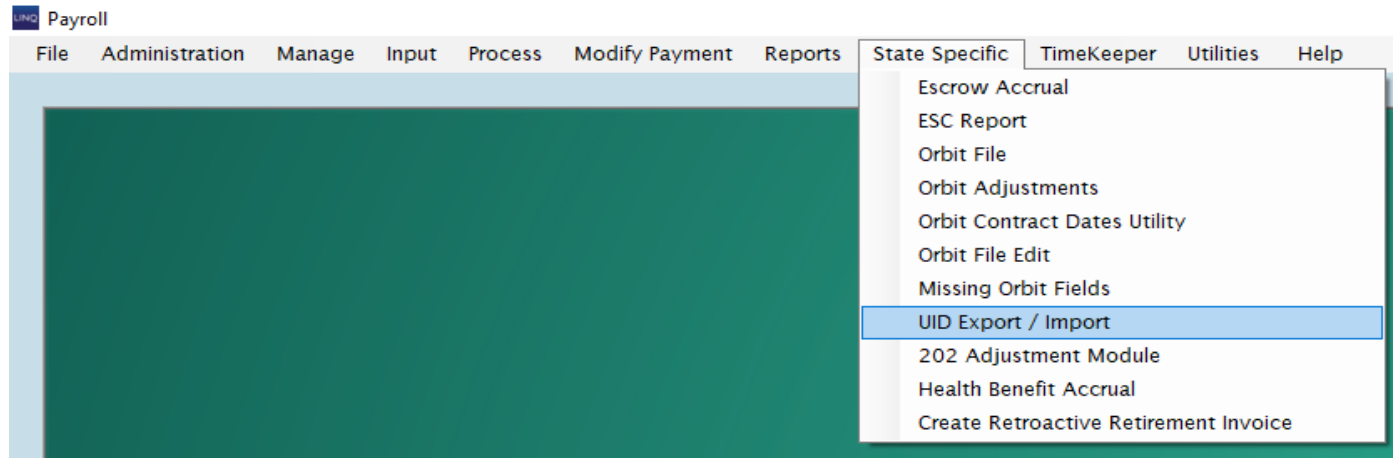 LINQ Payroll
File Administration Manage Input Process Modify Payment Reports State Specific TimeKeeper Utilities Help
Escrow Accrual
ESC Report
Orbit File
Orbit Adjustments
Orbit Contract Dates Utility
Orbit File Edit
Missing Orbit Fields
UID Export / Import
202 Adjustment Module
Health Benefit Accrual
Create Retroactive Retirement Invoice